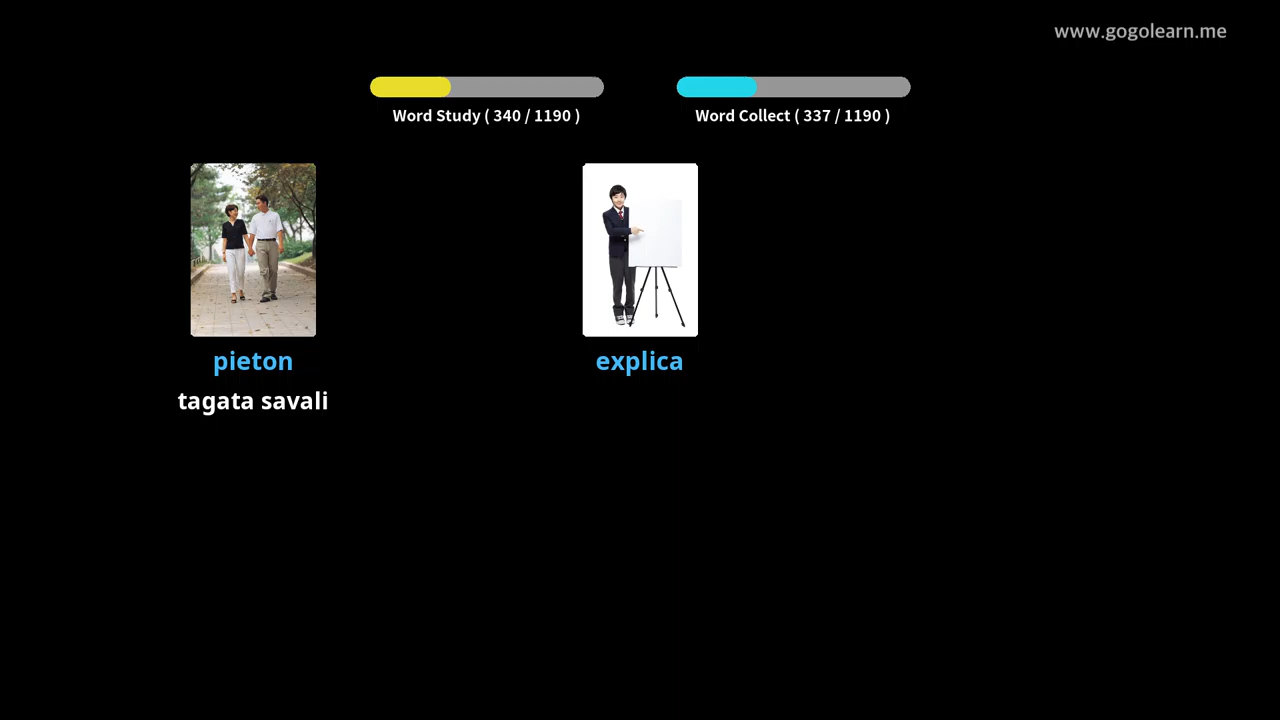 www.gogolearn.me
Word Study ( 340 / 1190 )
Word Collect ( 337 / 1190 )
pieton
tagata savali
explica